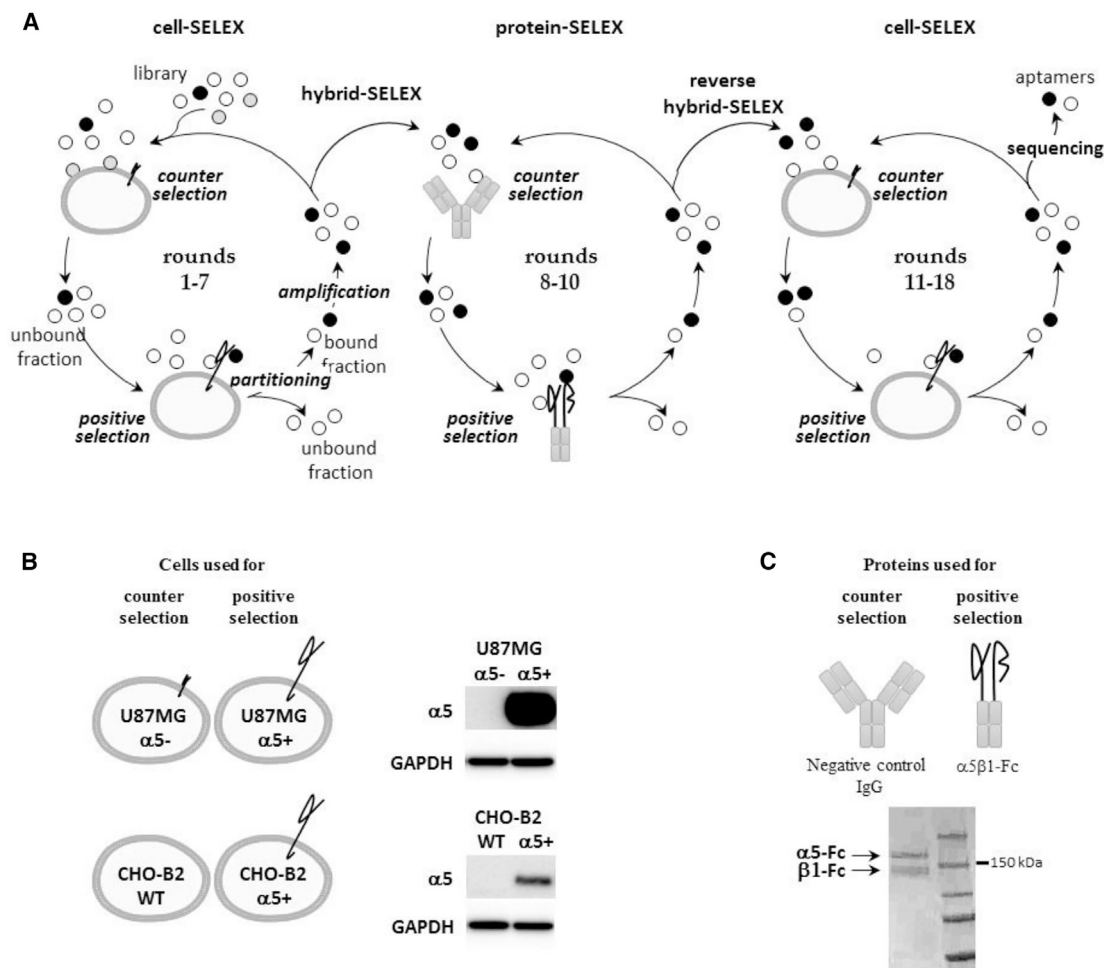 A
cell-SELEX
protein-SELEX
cell-SELEX
library
hybrid-SELEX
reverse
hybrid-SELEX
aptamers
sequencing
counter
selection
counter
selection
counter
selection
rounds
1-7
rounds
8-10
rounds
11-18
amplification
unbound
fraction
bound
fraction
partitioning
positive
selection
unbound
fraction
positive
selection
positive
selection
B
Cells used for
counter
selection
positive
selection
U87MG
α5-
U87MG
α5+
CHO-B2
WT
CHO-B2
α5+
U87MG
α5- α5+
α5
GAPDH
CHO-B2
WT α5+
α5
GAPDH
C
Proteins used for
counter
selection
positive
selection
Negative control
IgG
α5β1-Fc
α5-Fc
β1-Fc
150 kDa